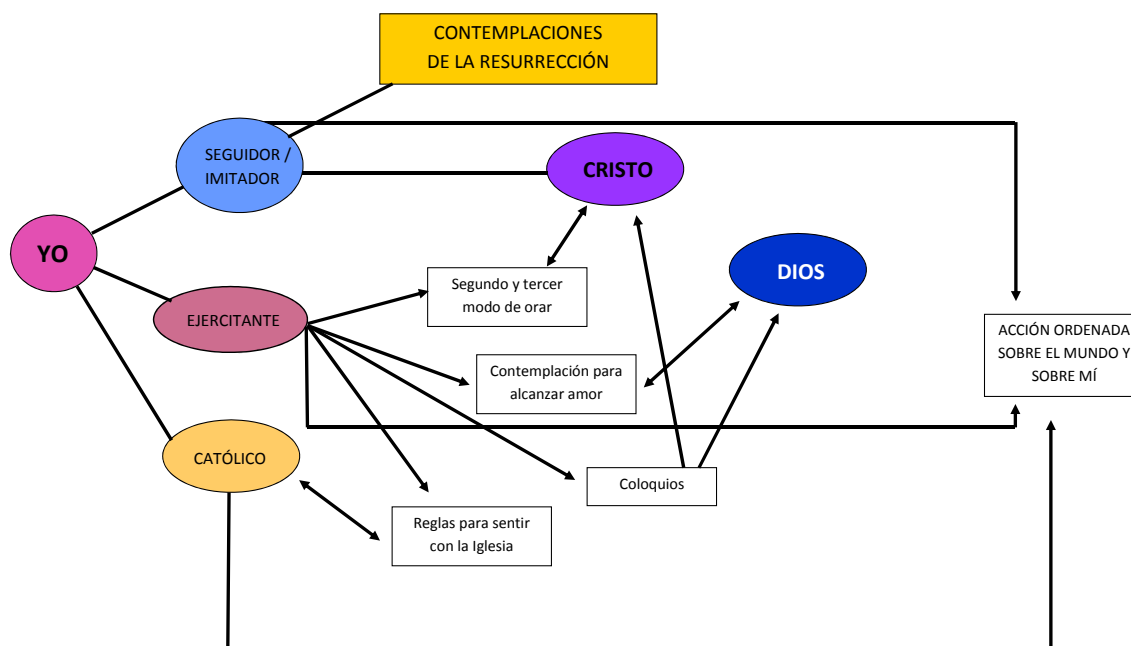 CONTEMPLACIONES
DE LA RESURRECCIÓN
SEGUIDOR /
IMITADOR
CRISTO
YO
DIOS
Segundo y tercer
modo de orar
EJERCITANTE
ACCIÓN ORDENADA
SOBRE EL MUNDO Y
SOBRE MÍ
Contemplación para
alcanzar amor
CATÓLICO
Coloquios
Reglas para sentir
con la Iglesia